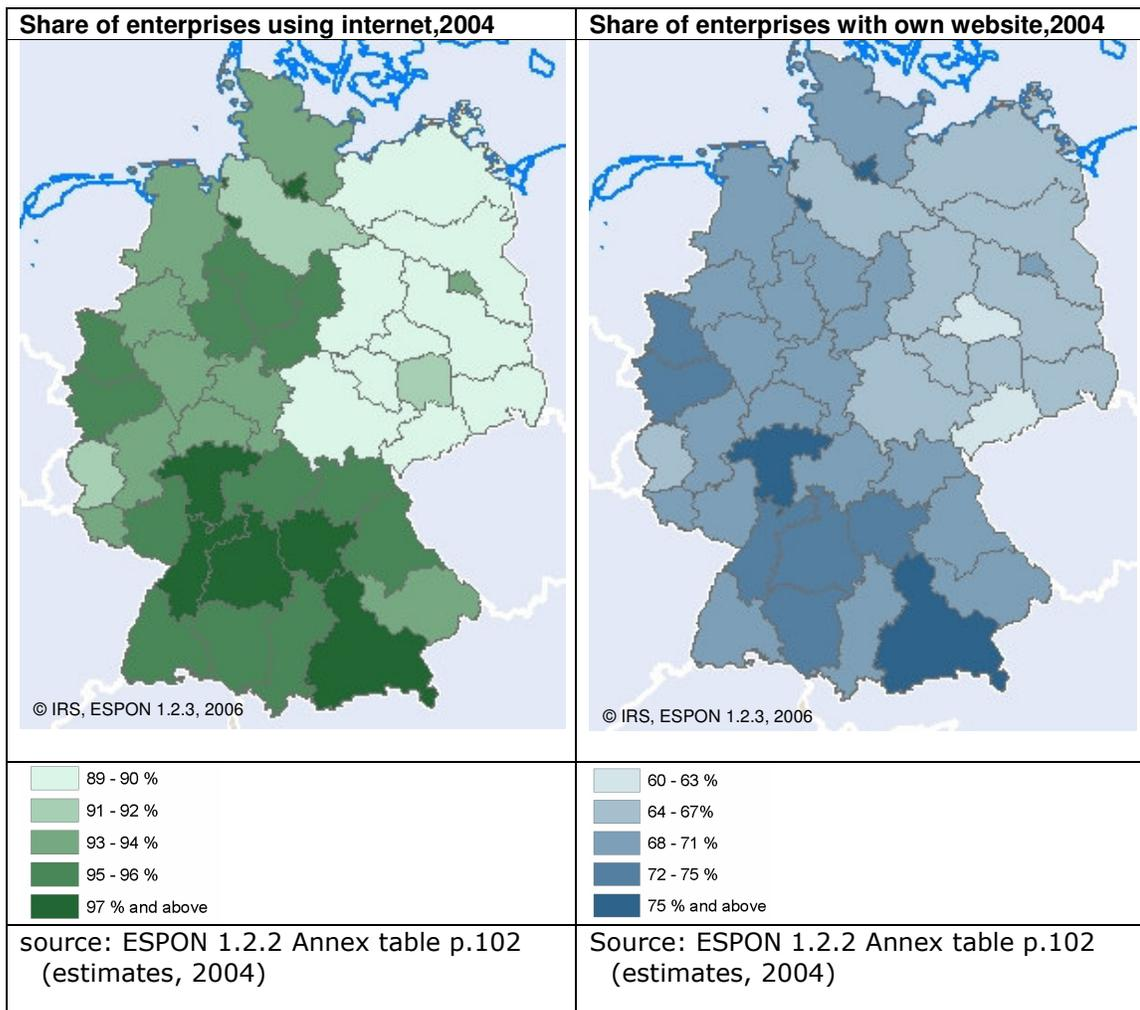 Share of enterprises using internet,2004
Share of enterprises with own website,2004
© IRS, ESPON 1.2.3, 2006
© IRS, ESPON 1.2.3, 2006
89 - 90 %
91 - 92 %
93 - 94 %
95 - 96 %
97 % and above
60 - 63 %
64 - 67%
68 - 71 %
72 - 75 %
75 % and above
source: ESPON 1.2.2 Annex table p.102
(estimates, 2004)
Source: ESPON 1.2.2 Annex table p.102
(estimates, 2004)